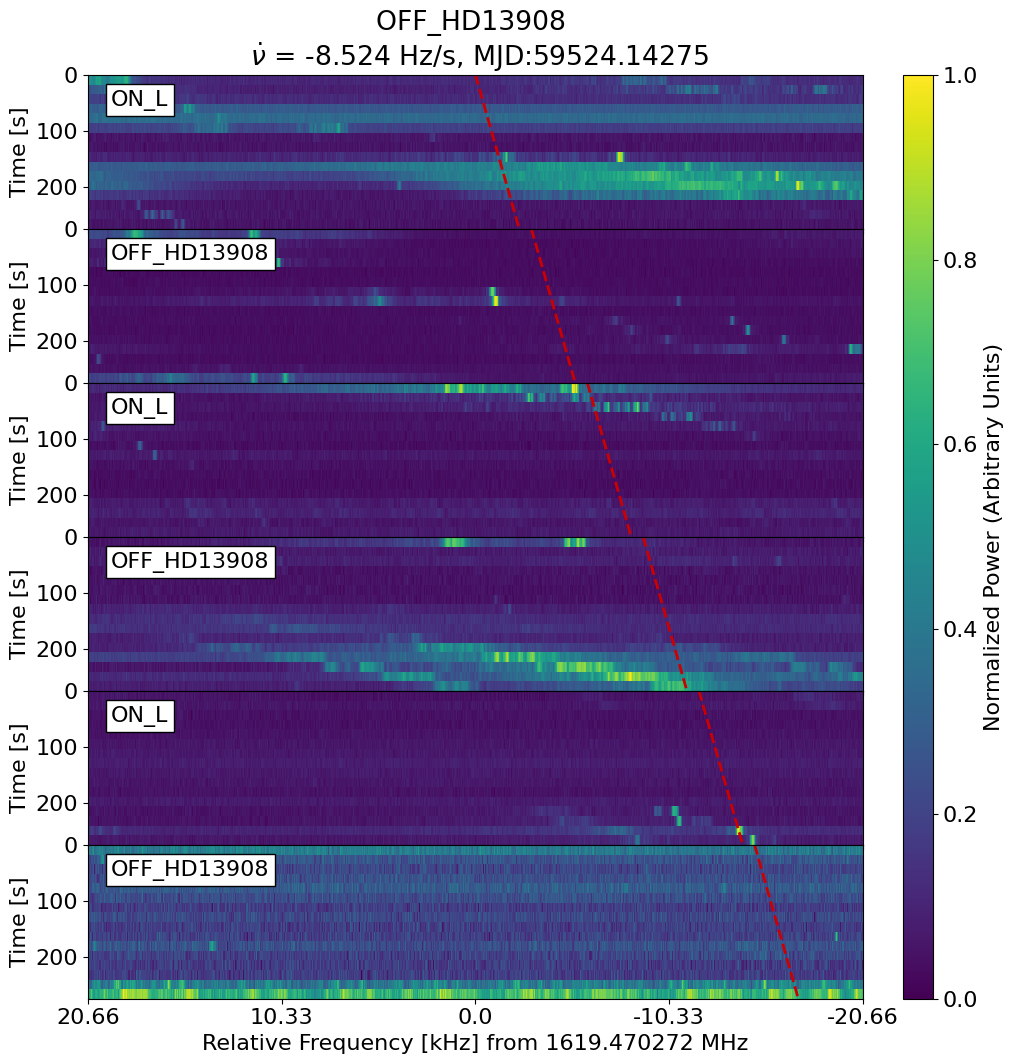 OFF_HD13908
ν̇ = -8.524 Hz/s, MJD:59524.14275
0
ON_L
100
200
Time [s]
0
OFF_HD13908
100
200
Time [s]
0
ON_L
100
200
Time [s]
0
OFF_HD13908
100
200
Time [s]
0
ON_L
100
200
Time [s]
0
OFF_HD13908
100
200
Time [s]
20.66 10.33 0.0 -10.33 -20.66
Relative Frequency [kHz] from 1619.470272 MHz
1.0
0.8
0.6
0.4
0.2
0.0
Normalized Power (Arbitrary Units)